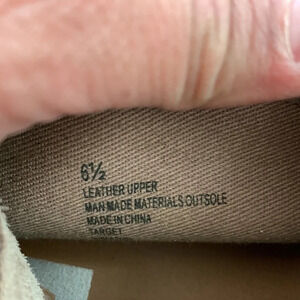 6½
LEATHER UPPER
MAN MADE MATERIALS OUTSOLE
MADE IN CHINA
TARGET